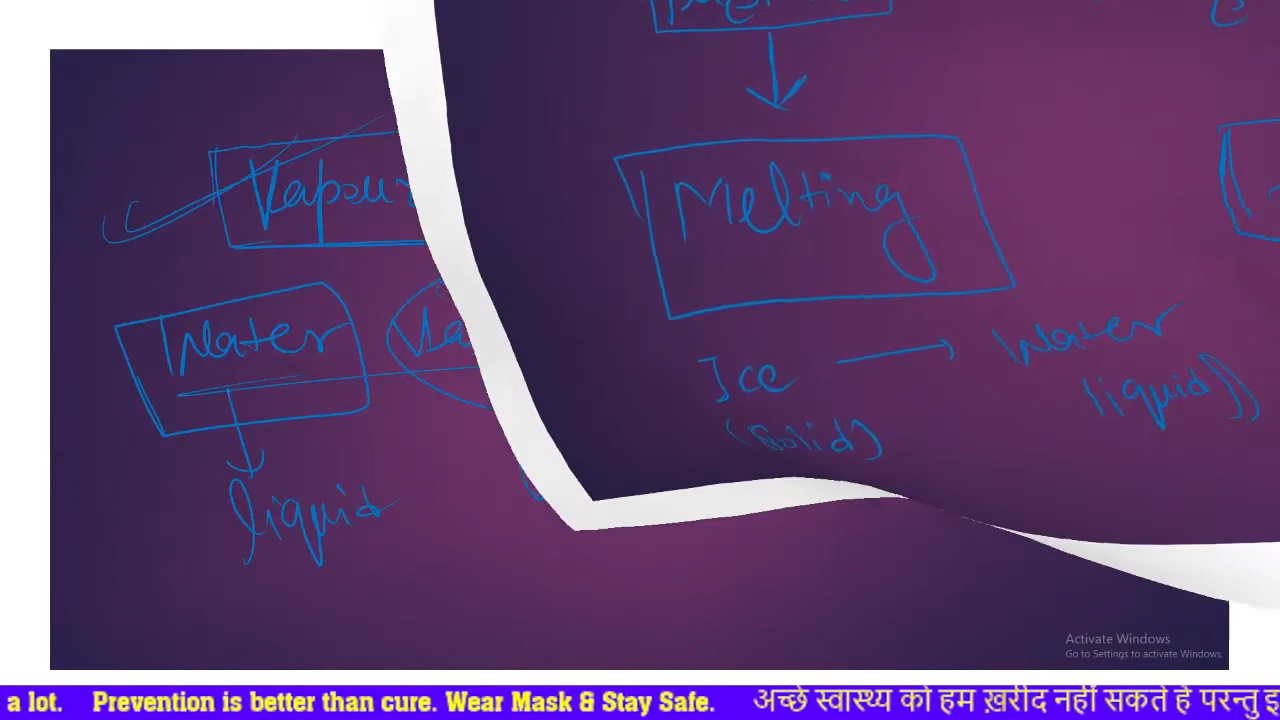 Melting
Ice → Water
(Solid) liquid))
Vapour
Water
liquid
Activate Windows
Go to Settings to activate Windows.
a lot. Prevention is better than cure. Wear Mask & Stay Safe. अच्छे स्वास्थ्य को हम ख़रीद नहीं सकते हैं परन्तु